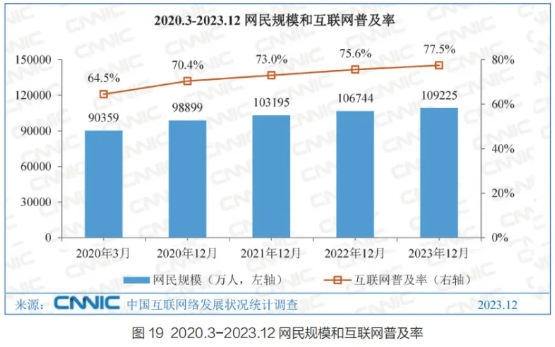 2020.3-2023.12 网民规模和互联网普及率
150000
120000
90000
60000
30000
0
80%
60%
40%
20%
0%
64.5%
70.4%
73.0%
75.6%
77.5%
90359
98899
103195
106744
109225
2020年3月
2020年12月
2021年12月
2022年12月
2023年12月
网民规模（万人，左轴）
互联网普及率（右轴）
来源： CNNIC 中国互联网络发展状况统计调查
2023.12
图 19 2020.3-2023.12 网民规模和互联网普及率